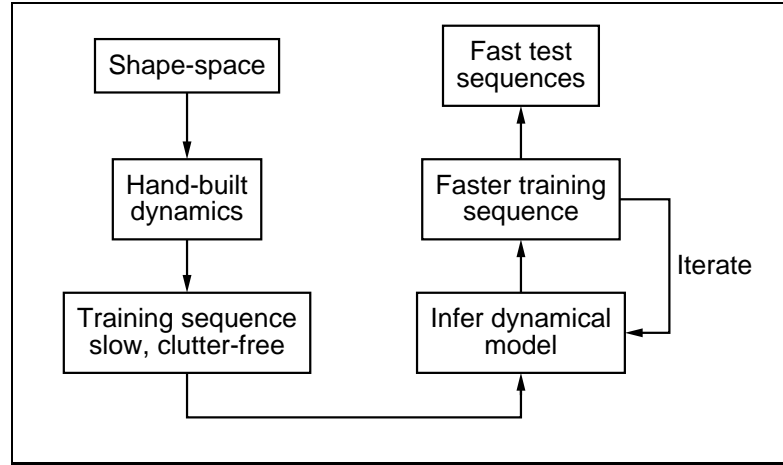 Shape-space
Hand-built
dynamics
Training sequence
slow, clutter-free
Fast test
sequences
Faster training
sequence
Iterate
Infer dynamical
model